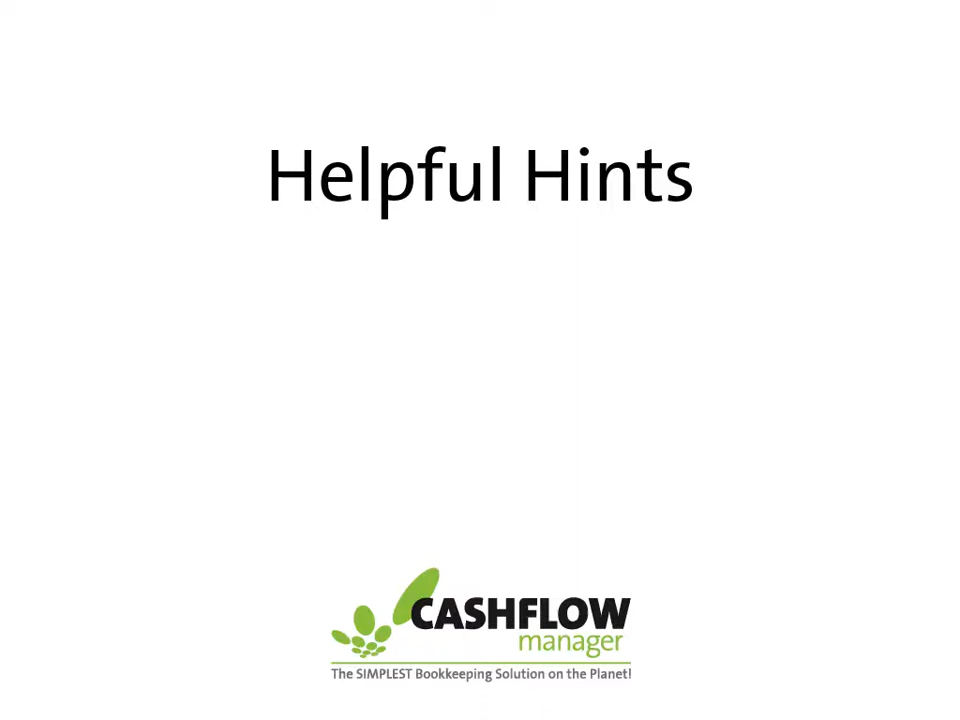 Helpful Hints
CASHFLOW
manager
The SIMPLEST Bookkeeping Solution on the Planet!